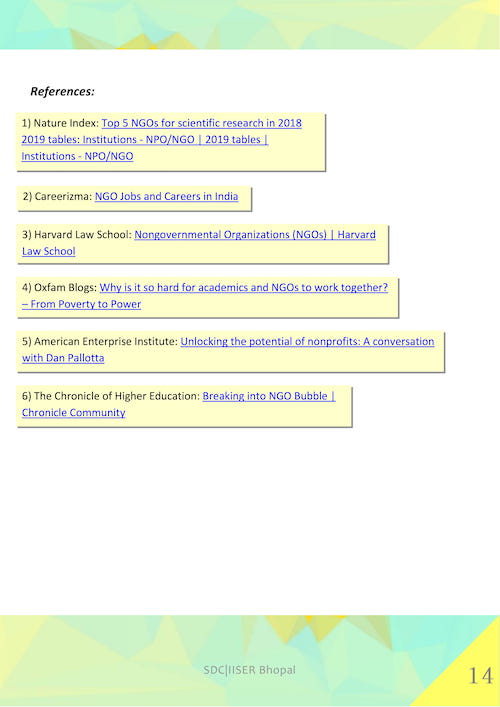 References:
1) Nature Index: Top 5 NGOs for scientific research in 2018
2019 tables: Institutions - NPO/NGO | 2019 tables |
Institutions - NPO/NGO
2) Careerizma: NGO Jobs and Careers in India
3) Harvard Law School: Nongovernmental Organizations (NGOs) | Harvard
Law School
4) Oxfam Blogs: Why is it so hard for academics and NGOs to work together?
– From Poverty to Power
5) American Enterprise Institute: Unlocking the potential of nonprofits: A conversation
with Dan Pallotta
6) The Chronicle of Higher Education: Breaking into NGO Bubble |
Chronicle Community
SDC|IISER Bhopal
14